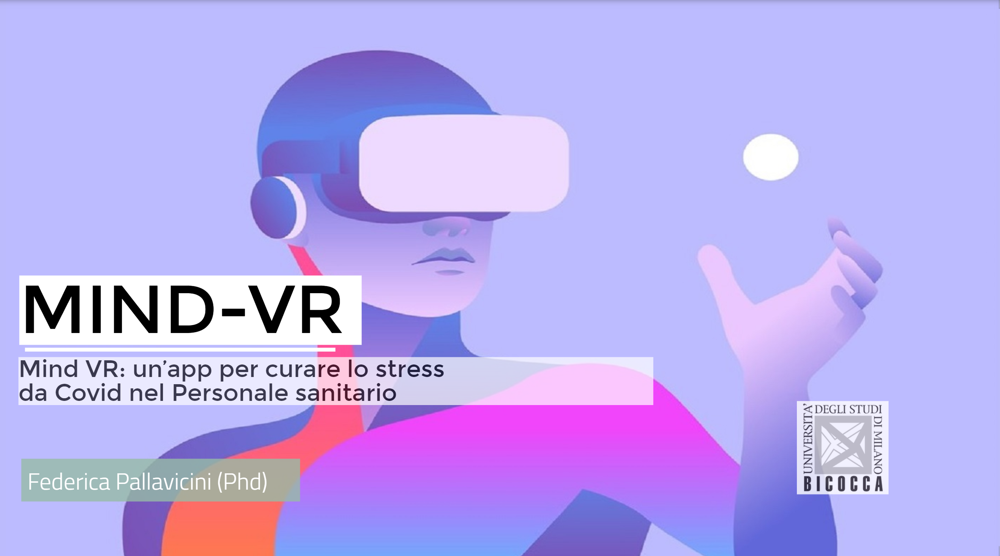 MIND-VR
Mind VR: un’app per curare lo stress
da Covid nel Personale sanitario
Federica Pallavicini (Phd)
UNIVERSITA’
DEGLI STUDI
DI MILANO
BICOCCA